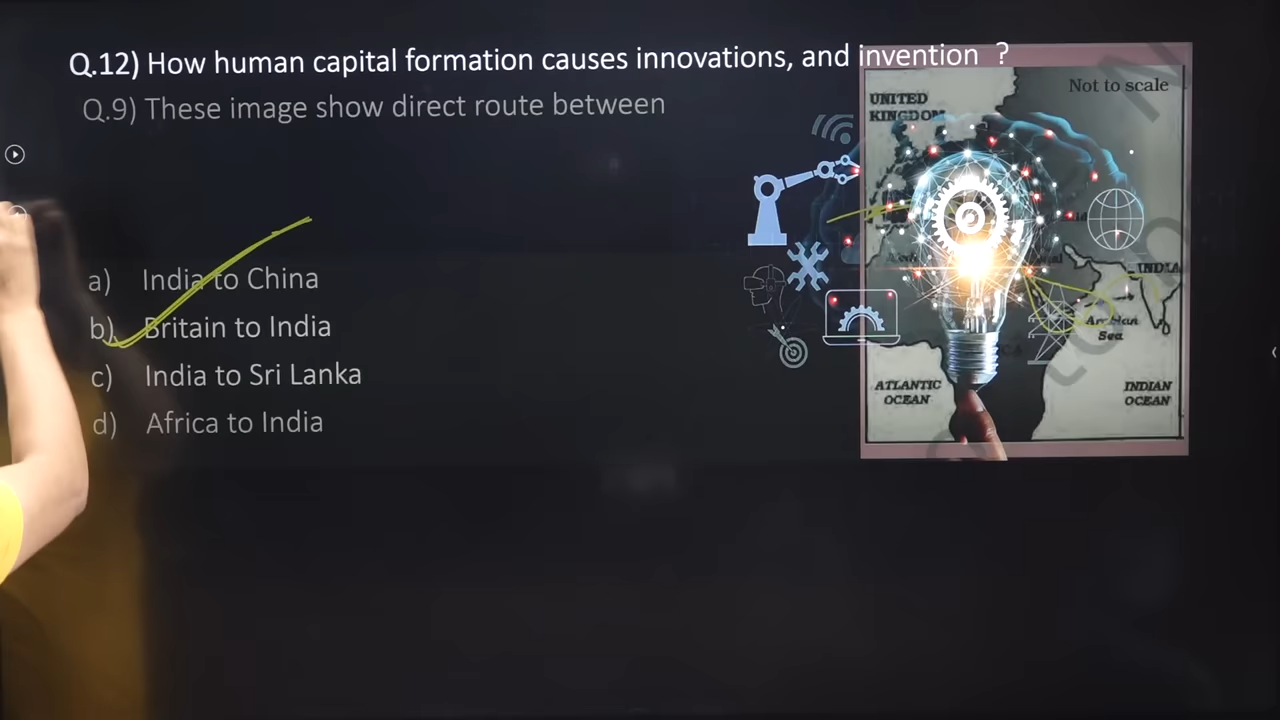 Q.12) How human capital formation causes innovations, and invention ?
Q.9) These image show direct route between
a) India to China
b) Britain to India
c) India to Sri Lanka
d) Africa to India
Not to scale
UNITED
KINGDOM
INDIA
Arabian
Sea
ATLANTIC
OCEAN
INDIAN
OCEAN